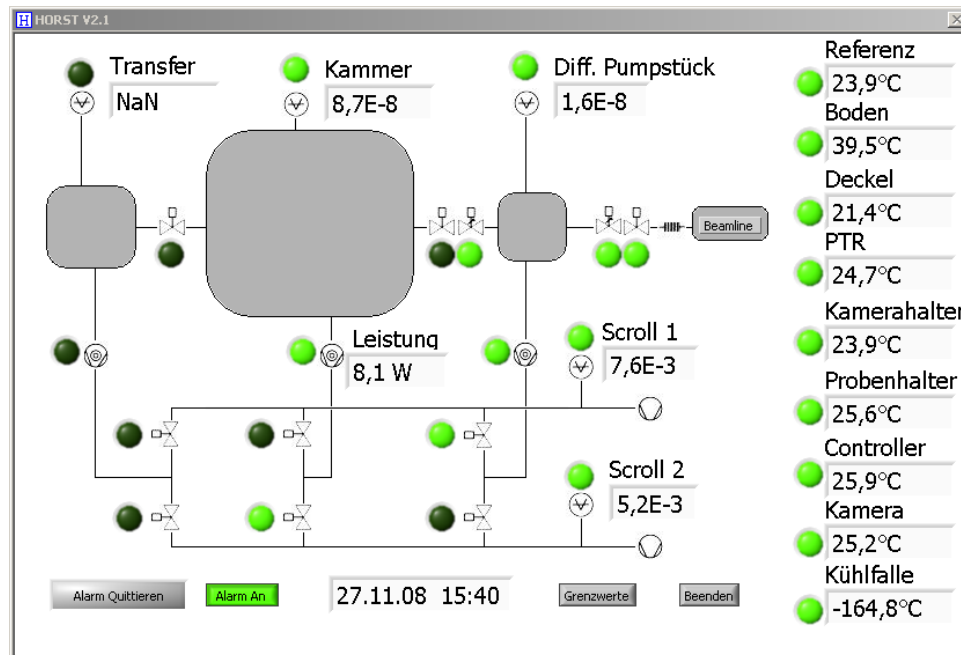 HORST V2.1
Transfer
NaN
Kammer
8,7E-8
Diff. Pumpstück
1,6E-8
Beamline
Leistung
8,1 W
Scroll 1
7,6E-3
Scroll 2
5,2E-3
Referenz
23,9°C
Boden
39,5°C
Deckel
21,4°C
PTR
24,7°C
Kamerahalter
23,9°C
Probenhalter
25,6°C
Controller
25,9°C
Kamera
25,2°C
Kühlfalle
-164,8°C
Alarm Quittieren
Alarm An
27.11.08 15:40
Grenzwerte
Beenden